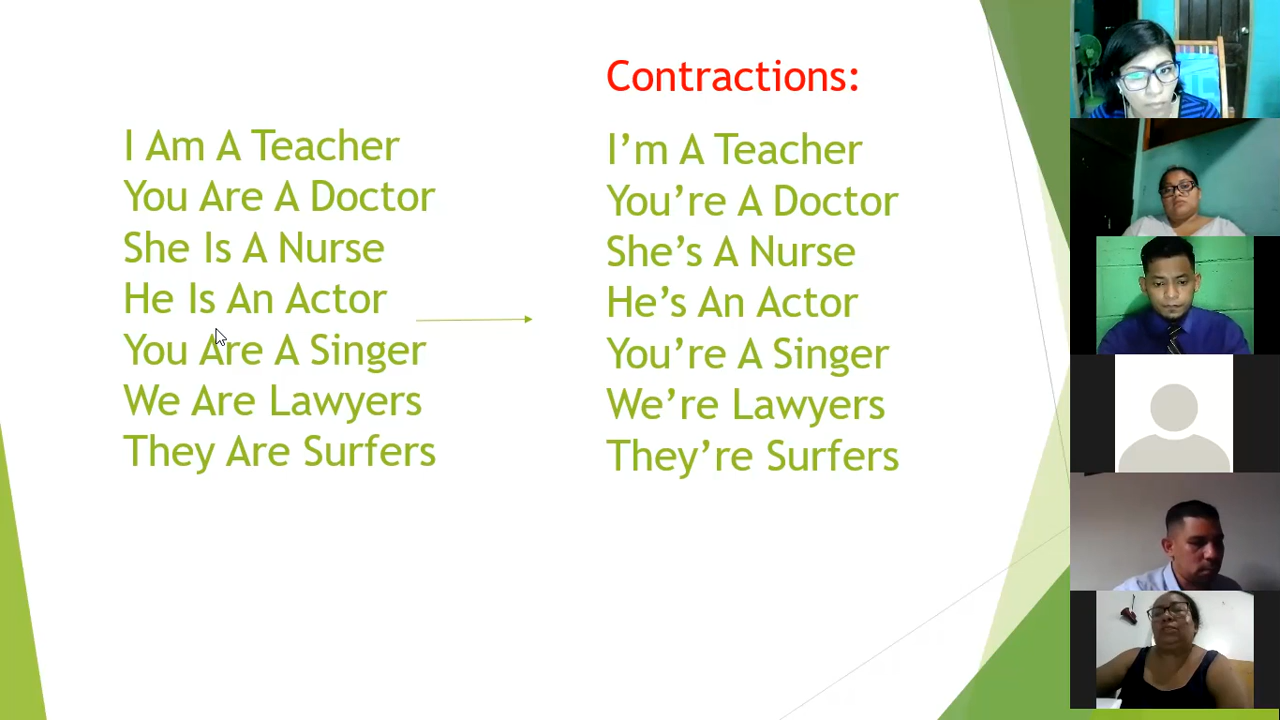 I Am A Teacher
You Are A Doctor
She Is A Nurse
He Is An Actor
You Are A Singer
We Are Lawyers
They Are Surfers
Contractions:
I’m A Teacher
You’re A Doctor
She’s A Nurse
He’s An Actor
You’re A Singer
We’re Lawyers
They’re Surfers